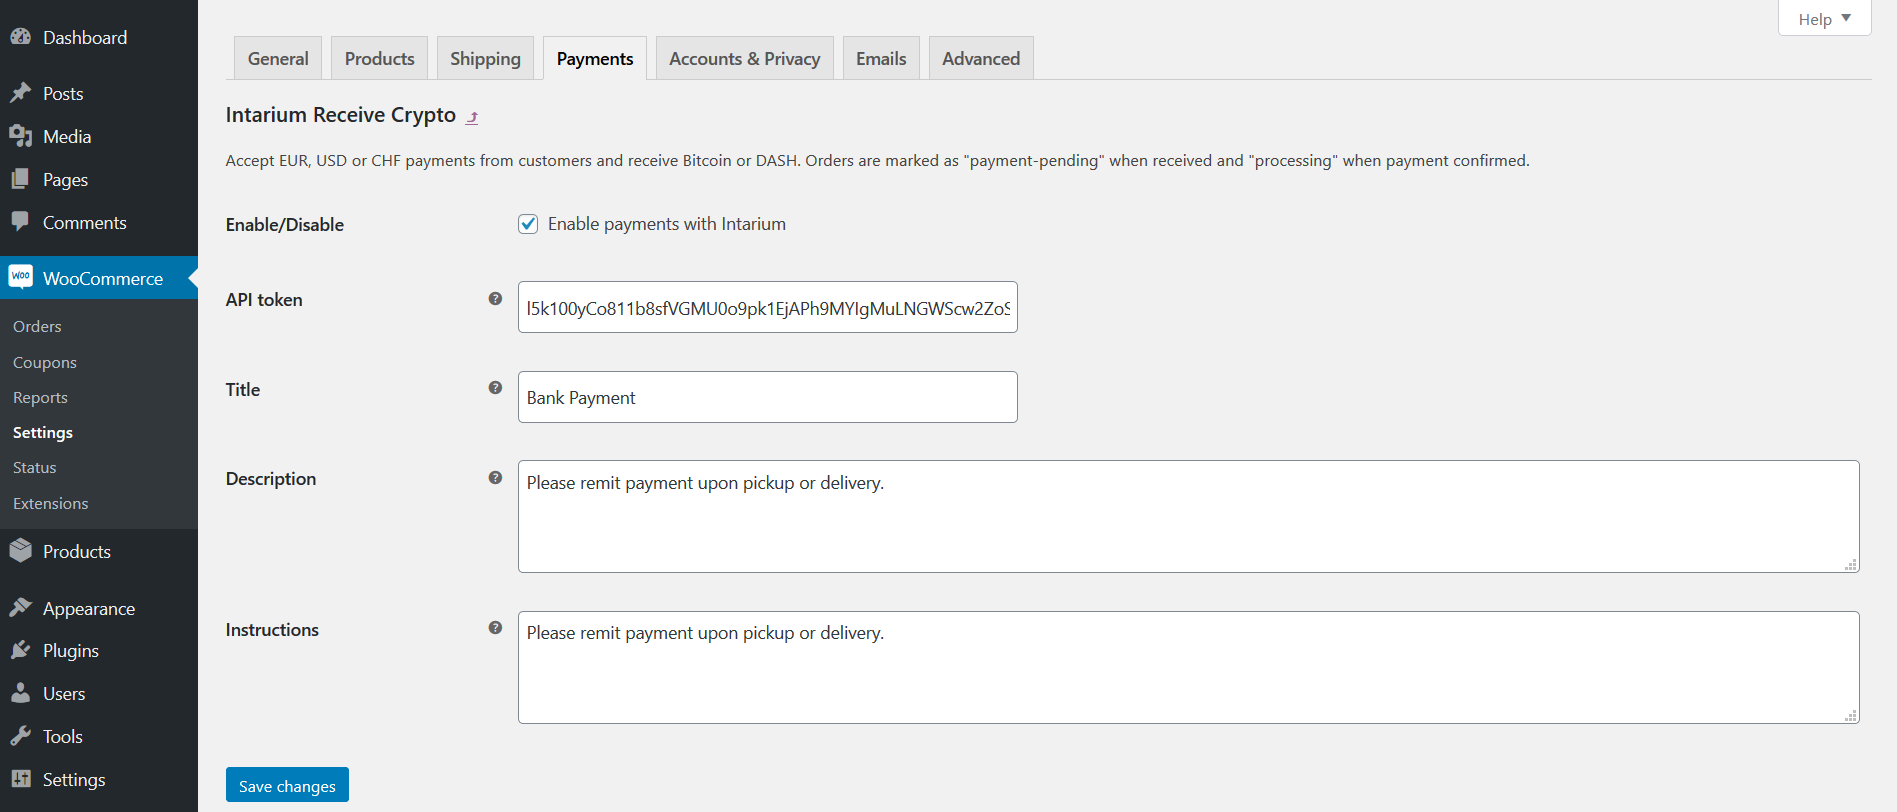 Help
Dashboard
Posts
Media
Pages
Comments
WooCommerce
Orders
Coupons
Reports
Settings
Status
Extensions
Products
Appearance
Plugins
Users
Tools
Settings
General
Products
Shipping
Payments
Accounts & Privacy
Emails
Advanced
Intarium Receive Crypto
Accept EUR, USD or CHF payments from customers and receive Bitcoin or DASH. Orders are marked as "payment-pending" when received and "processing" when payment confirmed.
Enable/Disable
Enable payments with Intarium
API token
l5k100yCo811b8sfVGMU0o9pk1EjAPh9MYIgMuLNGWScw2ZoS
Title
Bank Payment
Description
Please remit payment upon pickup or delivery.
Instructions
Please remit payment upon pickup or delivery.
Save changes